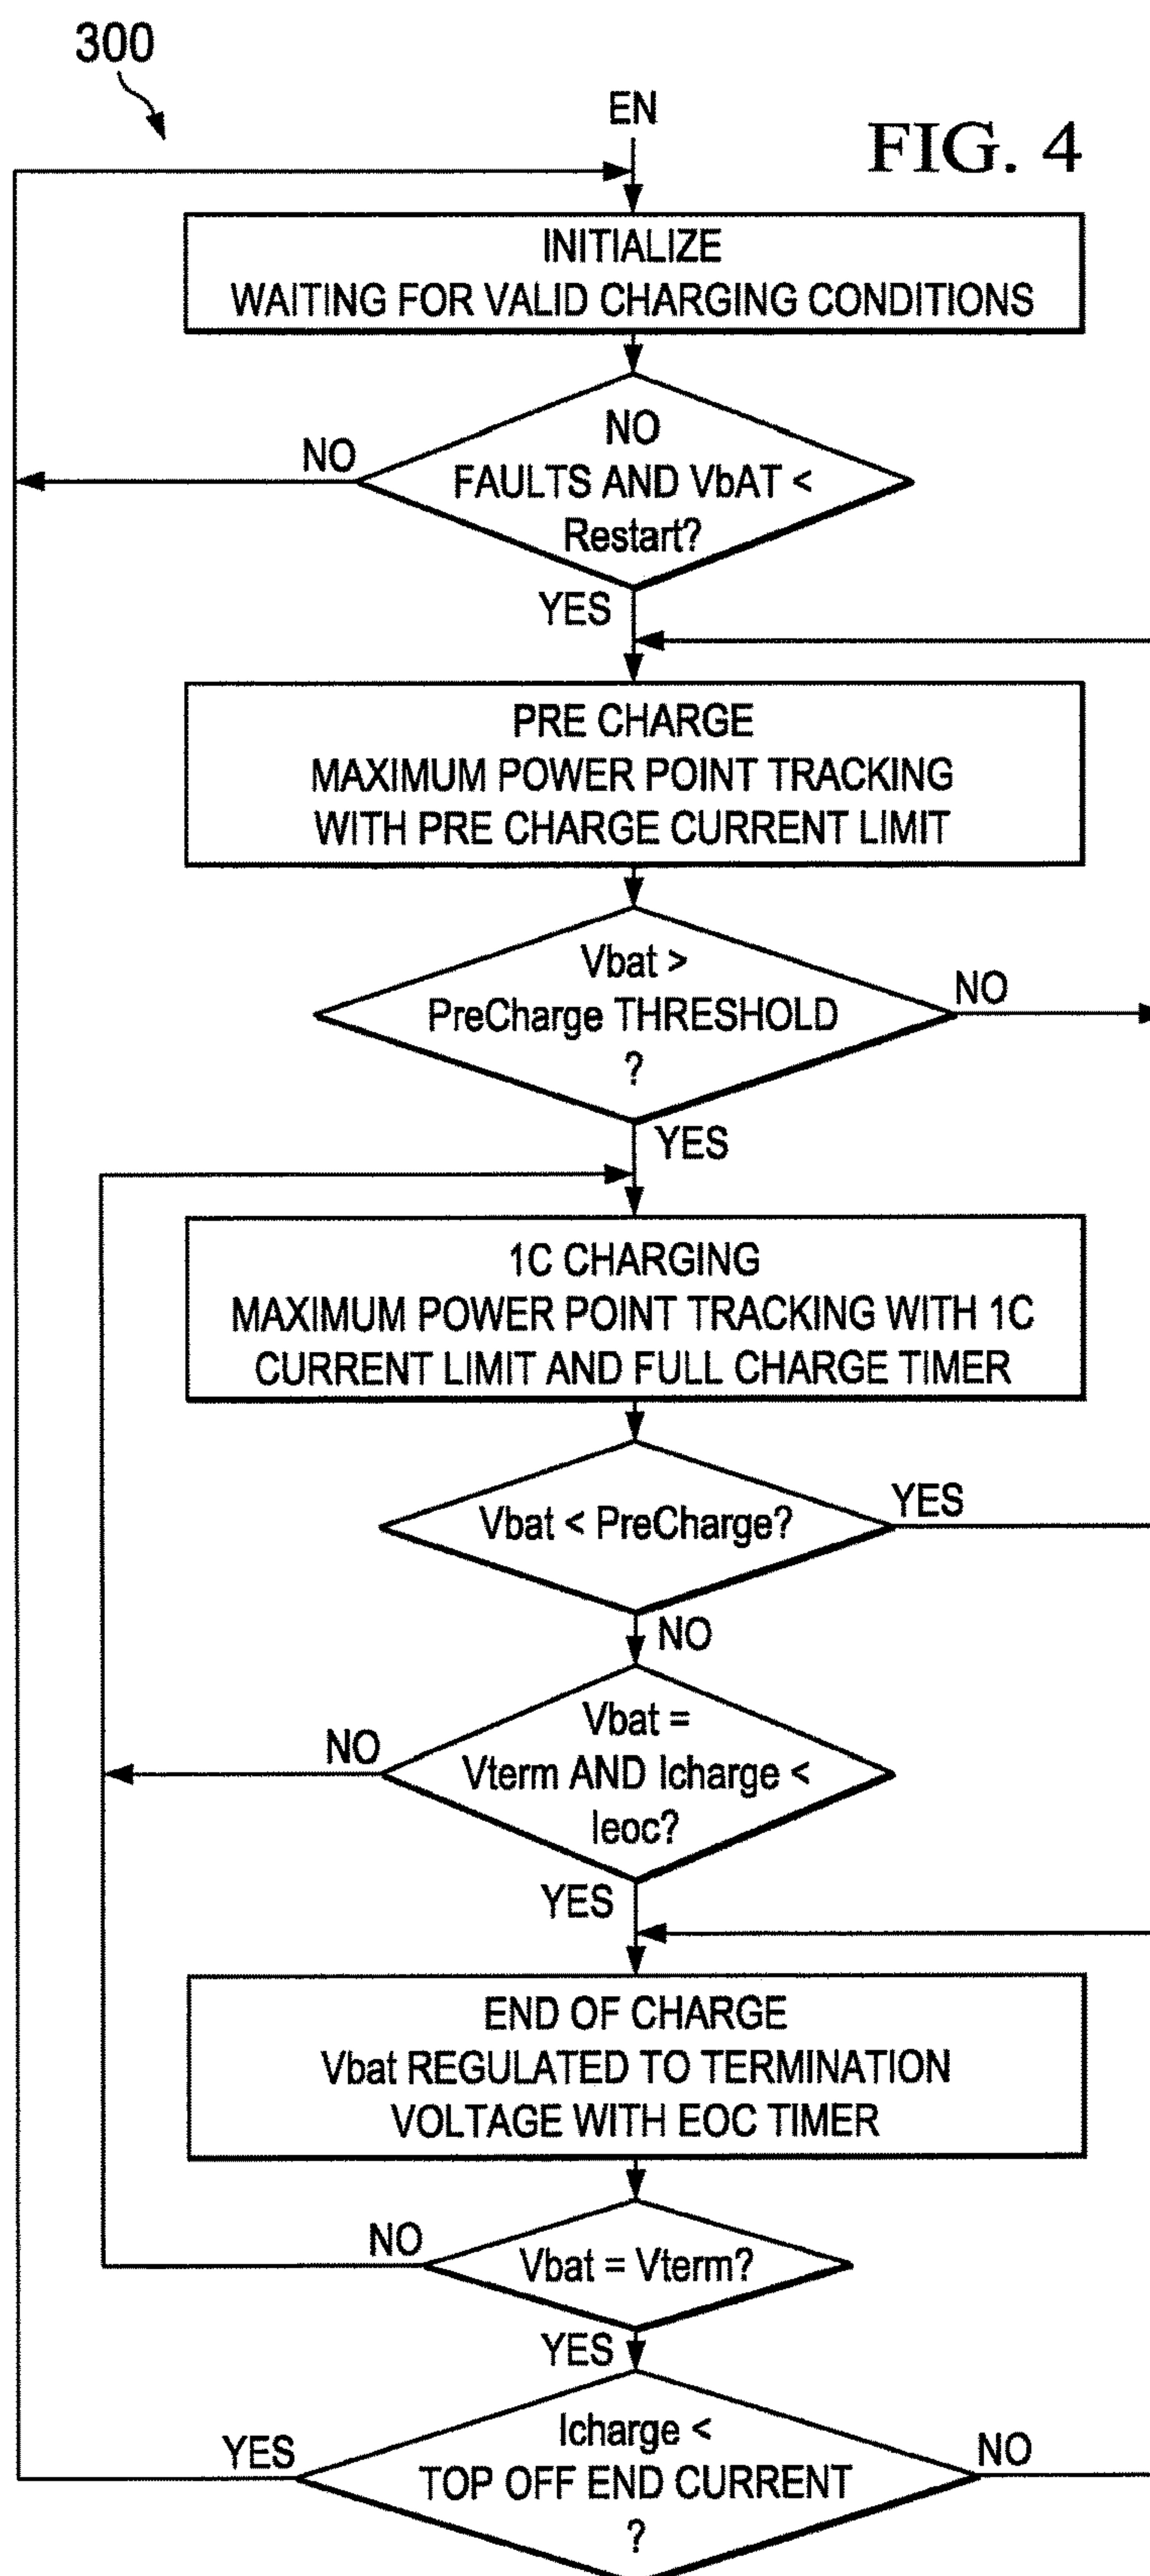 300
EN
FIG. 4
INITIALIZE
WAITING FOR VALID CHARGING CONDITIONS
NO
NO
FAULTS AND VbAT <
Restart?
YES
PRE CHARGE
MAXIMUM POWER POINT TRACKING
WITH PRE CHARGE CURRENT LIMIT
Vbat >
PreCharge THRESHOLD
?
NO
YES
1C CHARGING
MAXIMUM POWER POINT TRACKING WITH 1C
CURRENT LIMIT AND FULL CHARGE TIMER
Vbat < PreCharge?
YES
NO
Vbat =
Vterm AND Icharge <
Ieoc?
NO
YES
END OF CHARGE
Vbat REGULATED TO TERMINATION
VOLTAGE WITH EOC TIMER
NO
Vbat = Vterm?
YES
Icharge <
TOP OFF END CURRENT
?
YES
NO